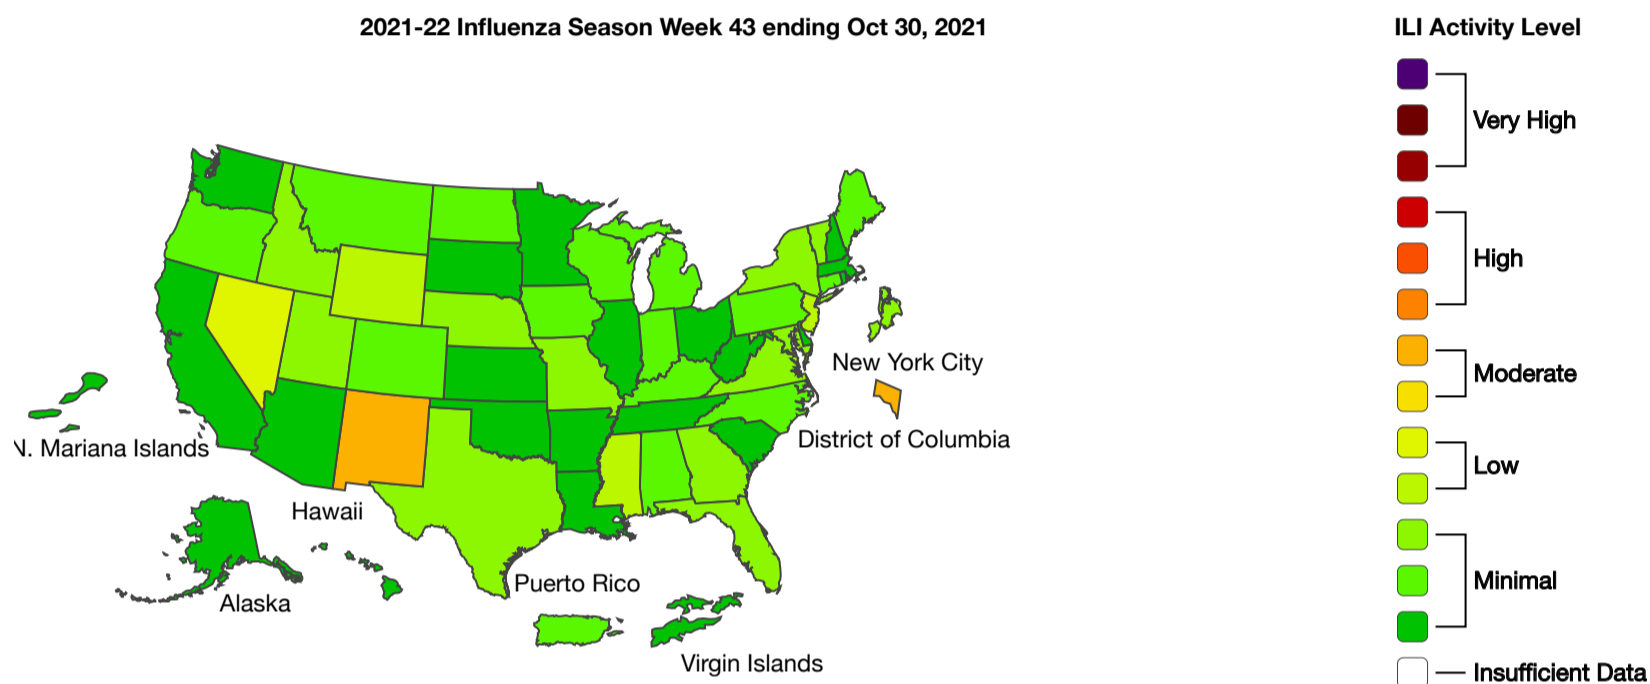 2021-22 Influenza Season Week 43 ending Oct 30, 2021
ILI Activity Level
Very High
High
Moderate
Low
Minimal
Insufficient Data
New York City
District of Columbia
N. Mariana Islands
Hawaii
Alaska
Puerto Rico
Virgin Islands